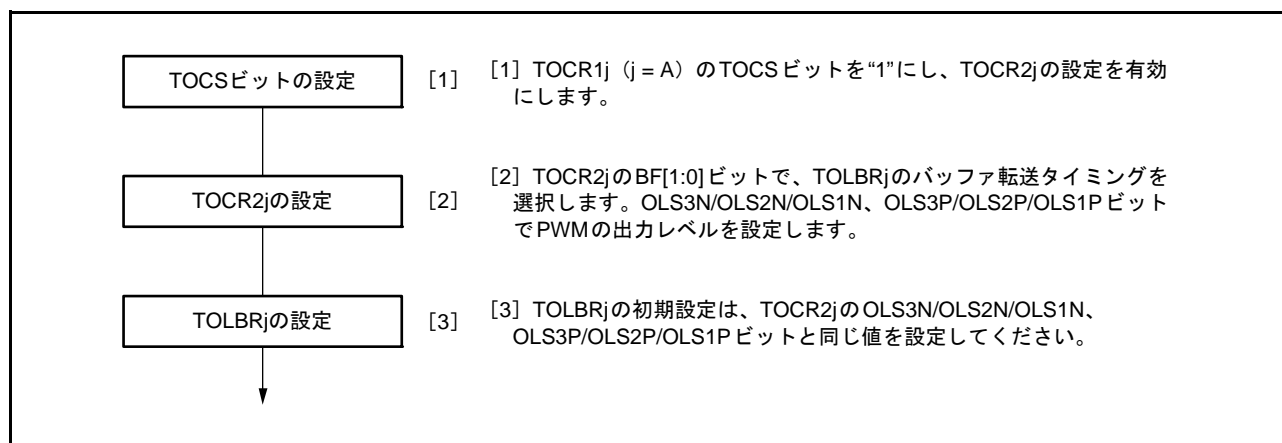 TOCSビットの設定 [1] [1] TOCR1j（j = A）のTOCSビットを“1”にし、TOCR2jの設定を有効
にします。
[2] TOCR2jのBF[1:0]ビットで、TOLBRjのバッファ転送タイミングを
TOCR2jの設定 [2] 選択します。OLS3N/OLS2N/OLS1N、OLS3P/OLS2P/OLS1Pビット
でPWMの出力レベルを設定します。
TOLBRjの設定 [3] [3] TOLBRjの初期設定は、TOCR2jのOLS3N/OLS2N/OLS1N、
OLS3P/OLS2P/OLS1Pビットと同じ値を設定してください。